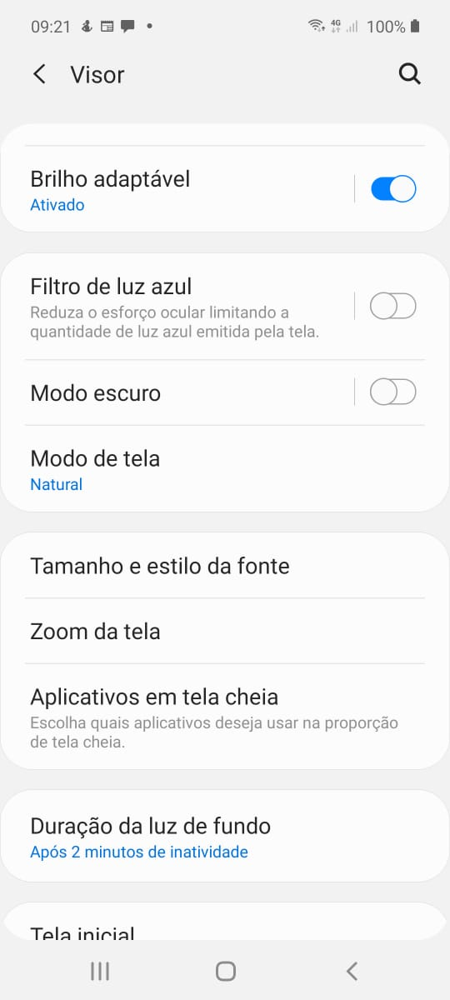 09:21
4G
100%
Visor
Brilho adaptável
Ativado
Filtro de luz azul
Reduza o esforço ocular limitando a
quantidade de luz azul emitida pela tela.
Modo escuro
Modo de tela
Natural
Tamanho e estilo da fonte
Zoom da tela
Aplicativos em tela cheia
Escolha quais aplicativos deseja usar na proporção
de tela cheia.
Duração da luz de fundo
Após 2 minutos de inatividade
Tela inicial